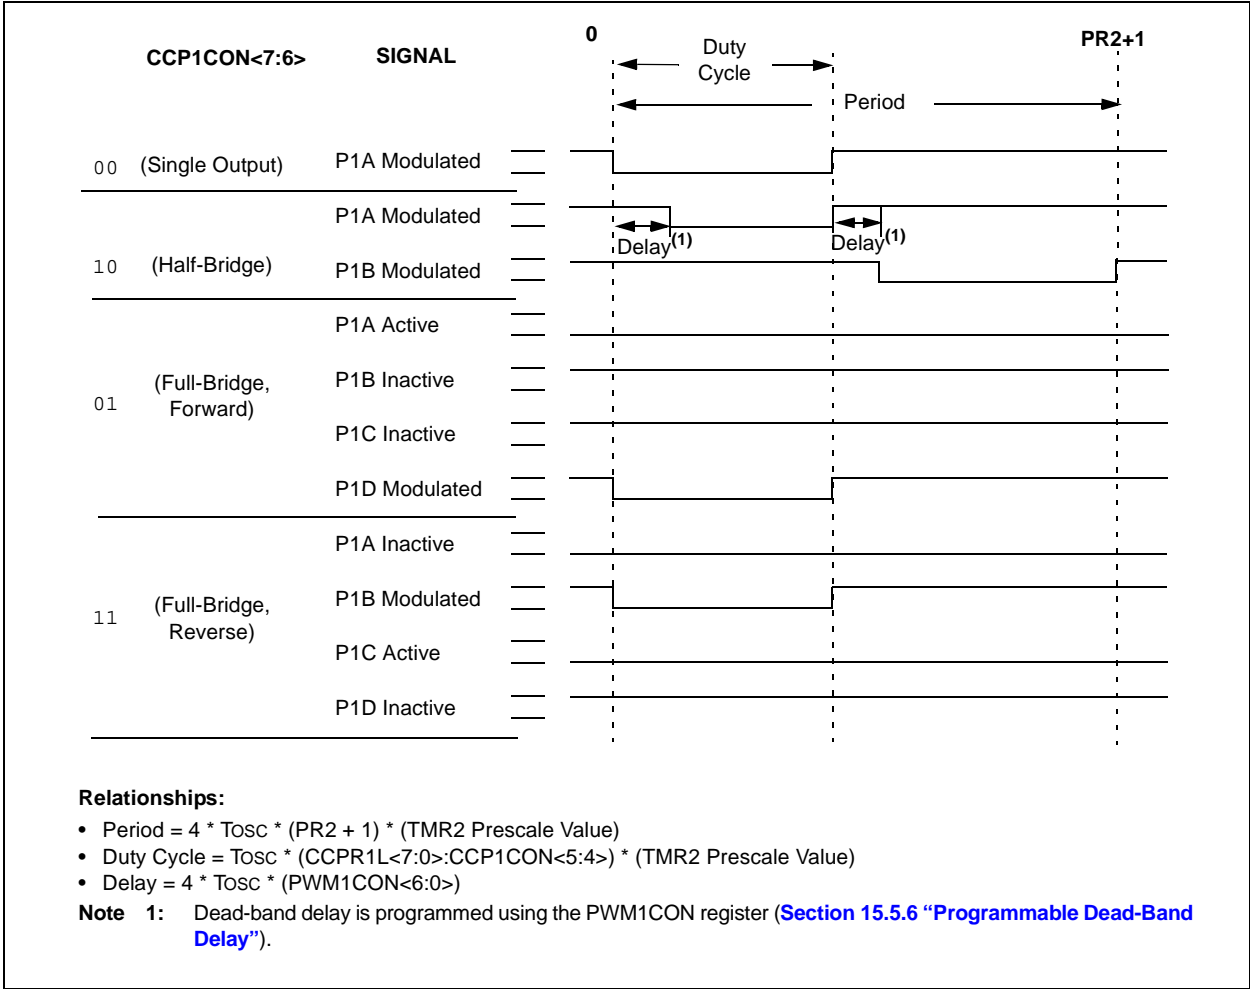 CCP1CON<7:6> SIGNAL 0 Duty Cycle PR2+1
Period
00 (Single Output) P1A Modulated
P1A Modulated
Delay(1) Delay(1)
10 (Half-Bridge) P1B Modulated
P1A Active
01 (Full-Bridge, Forward) P1B Inactive
P1C Inactive
P1D Modulated
P1A Inactive
11 (Full-Bridge, Reverse) P1B Modulated
P1C Active
P1D Inactive
Relationships:
• Period = 4 * TOSC * (PR2 + 1) * (TMR2 Prescale Value)
• Duty Cycle = TOSC * (CCPR1L<7:0>:CCP1CON<5:4>) * (TMR2 Prescale Value)
• Delay = 4 * TOSC * (PWM1CON<6:0>)
Note 1: Dead-band delay is programmed using the PWM1CON register (Section 15.5.6 “Programmable Dead-Band
Delay”).